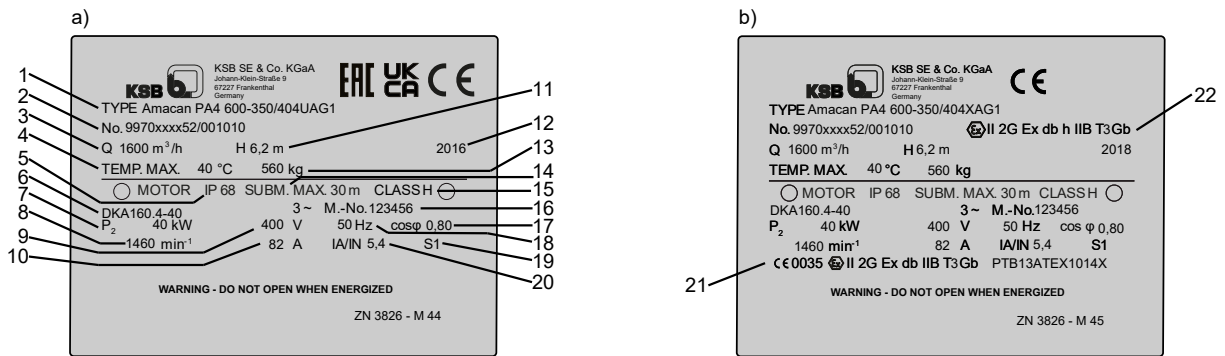 a)
KSB
KSB SE & Co. KGaA
Johann-Klein-Straße 9
67227 Frankenthal
Germany
EAC UK CA CE
TYPE Amacan PA4 600-350/404UAG1
No. 9970xxxx52/001010
Q 1600 m³/h H 6,2 m 2016
TEMP. MAX. 40 °C 560 kg
MOTOR IP 68 SUBM. MAX. 30 m CLASS H
DKA160.4-40 3~ M.-No.123456
P₂ 40 kW 400 V 50 Hz cosφ 0,80
1460 min⁻¹ 82 A IA/IN 5,4 S1
WARNING - DO NOT OPEN WHEN ENERGIZED
ZN 3826 - M 44
1
2
3
4
5
6
7
8
9
10
11
12
13
14
15
16
17
18
19
20
b)
KSB
KSB SE & Co. KGaA
Johann-Klein-Straße 9
67227 Frankenthal
Germany
CE
TYPE Amacan PA4 600-350/404XAG1
No. 9970xxxx52/001010 Ex II 2G Ex db h IIB T3Gb
Q 1600 m³/h H 6,2 m 2018
TEMP. MAX. 40 °C 560 kg
MOTOR IP 68 SUBM. MAX. 30 m CLASS H
DKA160.4-40 3~ M.-No.123456
P₂ 40 kW 400 V 50 Hz cos φ 0,80
1460 min⁻¹ 82 A IA/IN 5,4 S1
CE 0035 Ex II 2G Ex db IIB T3Gb PTB13ATEX1014X
WARNING - DO NOT OPEN WHEN ENERGIZED
ZN 3826 - M 45
21
22